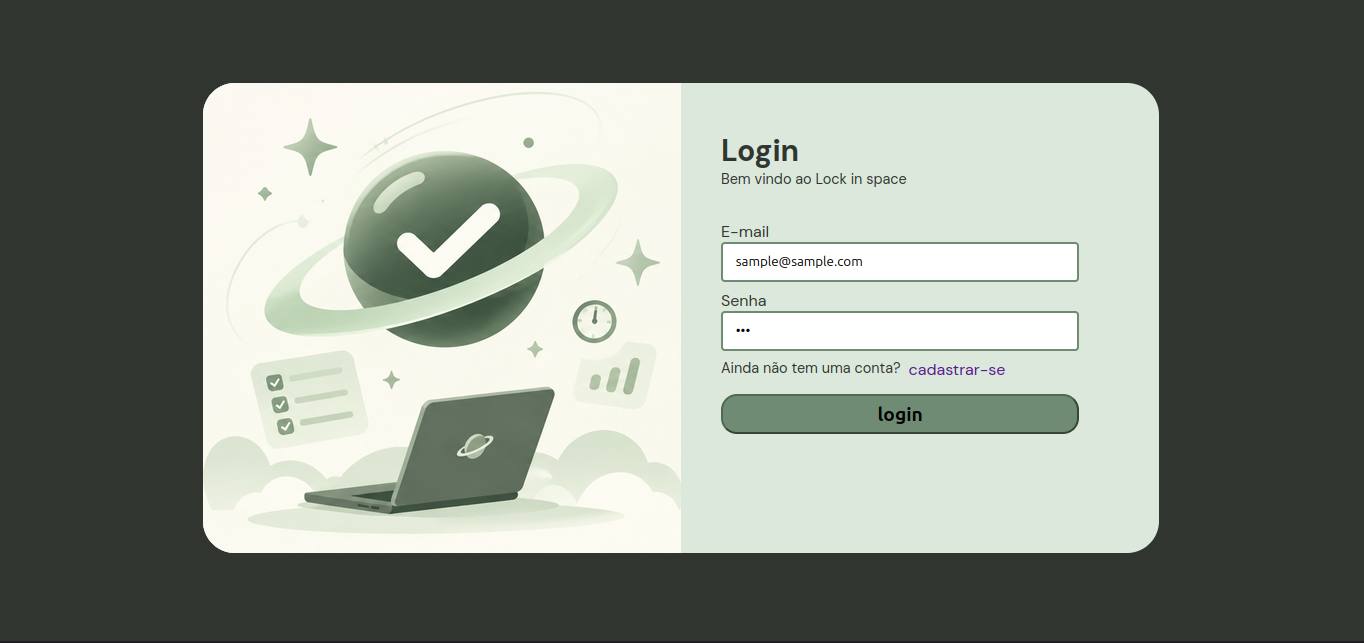 Login
Bem vindo ao Lock in space
E-mail
sample@sample.com
Senha
•••
Ainda não tem uma conta? cadastrar-se
login